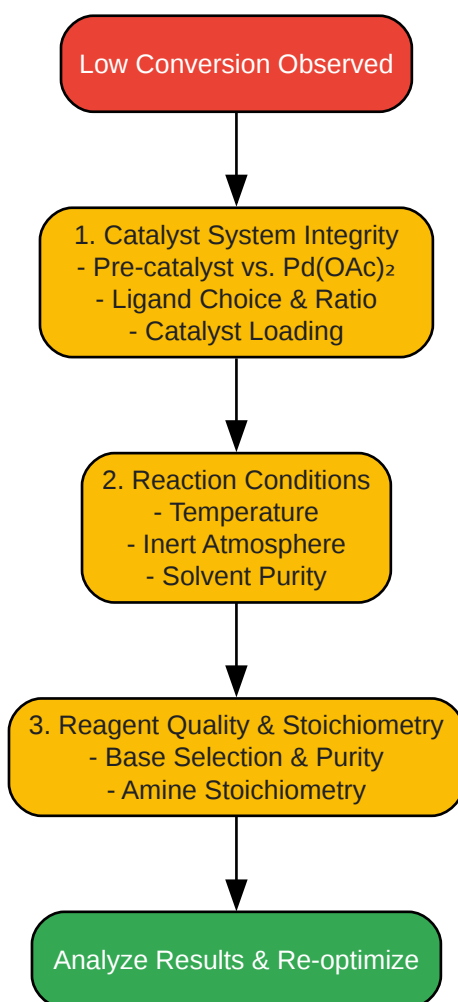 Low Conversion Observed
1. Catalyst System Integrity
- Pre-catalyst vs. Pd(OAc)₂
- Ligand Choice & Ratio
- Catalyst Loading
2. Reaction Conditions
- Temperature
- Inert Atmosphere
- Solvent Purity
3. Reagent Quality & Stoichiometry
- Base Selection & Purity
- Amine Stoichiometry
Analyze Results & Re-optimize